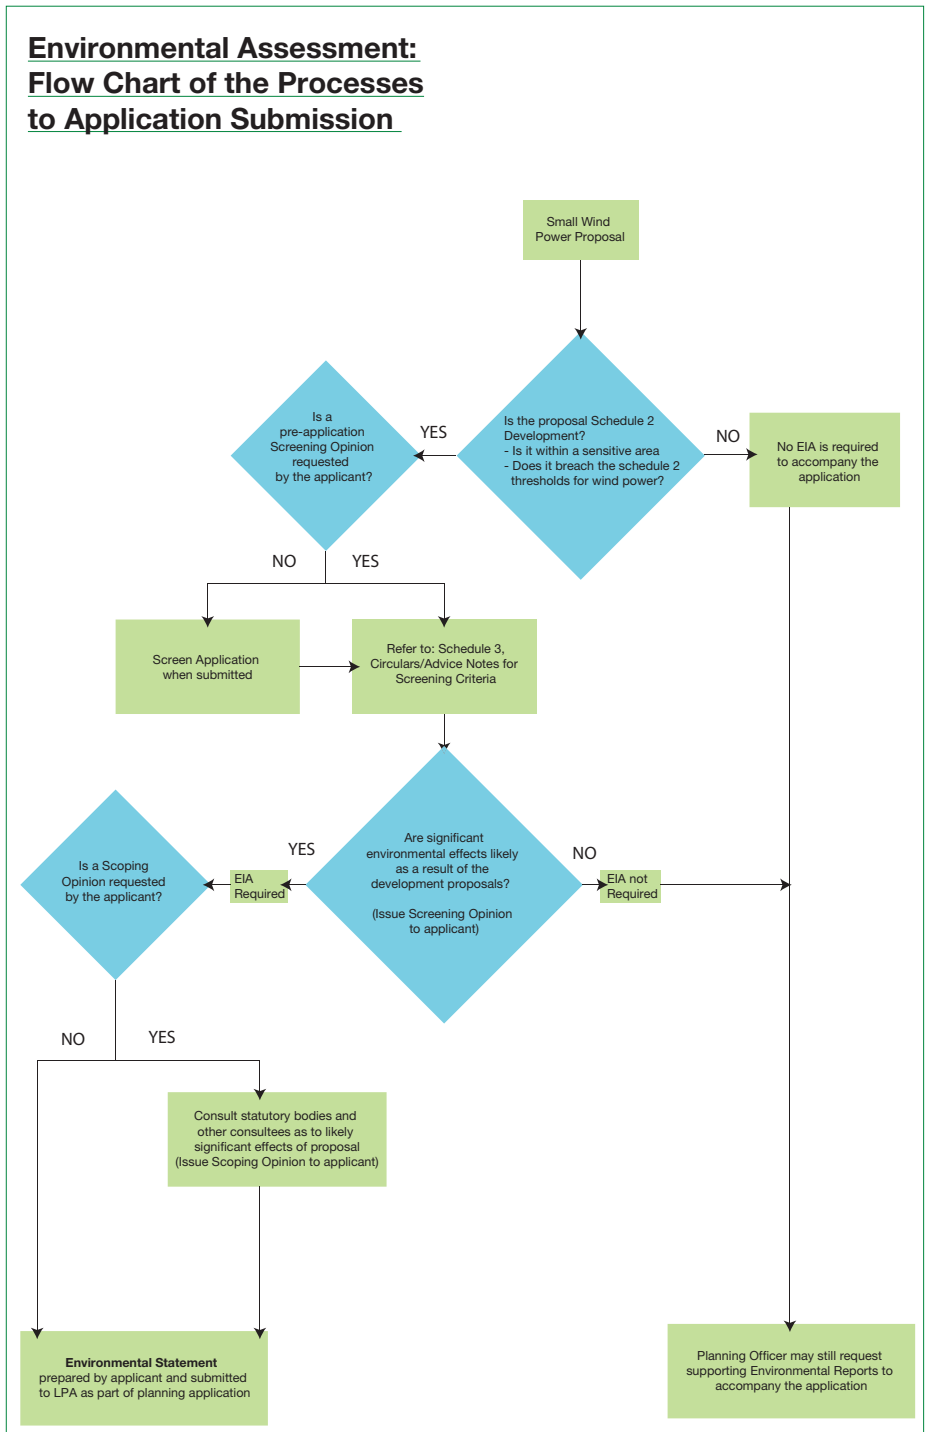 Environmental Assessment:
Flow Chart of the Processes
to Application Submission
Small Wind
Power Proposal
Is a
pre-application
Screening Opinion
requested
by the applicant?
YES
Is the proposal Schedule 2
Development?
- Is it within a sensitive area
- Does it breach the schedule 2
thresholds for wind power?
NO
No EIA is required
to accompany the
application
NO
YES
Screen Application
when submitted
Refer to: Schedule 3,
Circulars/Advice Notes for
Screening Criteria
Is a Scoping
Opinion requested
by the applicant?
YES
EIA
Required
Are significant
environmental effects likely
as a result of the
development proposals?
(Issue Screening Opinion
to applicant)
NO
EIA not
Required
NO
YES
Consult statutory bodies and
other consultees as to likely
significant effects of proposal
(Issue Scoping Opinion to applicant)
Environmental Statement
prepared by applicant and submitted
to LPA as part of planning application
Planning Officer may still request
supporting Environmental Reports to
accompany the application